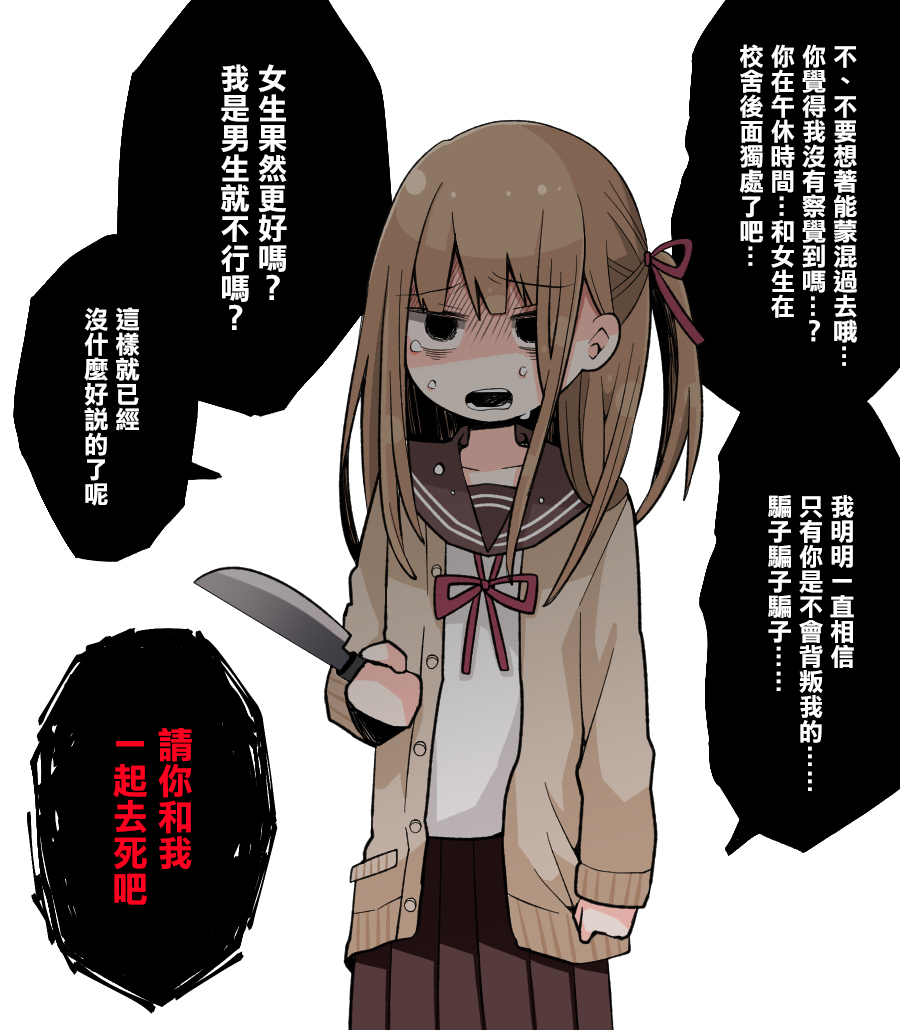 不、不要想著能蒙混過去哦…
你覺得我沒有察覺到嗎…?
你在午休時間…和女生在
校舍後面獨處了吧…
我明明一直相信
只有你是不會背叛我的……
騙子騙子騙子……
女生果然更好嗎?
我是男生就不行嗎?
這樣就已經
沒什麼好説的了呢
請你和我
一起去死吧